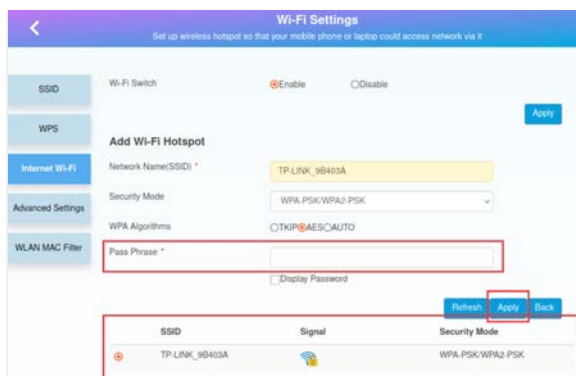 Wi-Fi Settings
Set up wireless hotspot so that your mobile phone or laptop could access network via it
SSID
WPS
Internet Wi-Fi
Advanced Settings
WLAN MAC Filter
Wi-Fi Switch Enable Disable
Apply
Add Wi-Fi Hotspot
Network Name(SSID) * TP-LINK_9B403A
Security Mode WPA-PSK/WPA2-PSK
WPA Algorithms TKIP AES AUTO
Pass Phrase *
Display Password
Refresh Apply Back
SSID Signal Security Mode
TP-LINK_9B403A WPA-PSK/WPA2-PSK